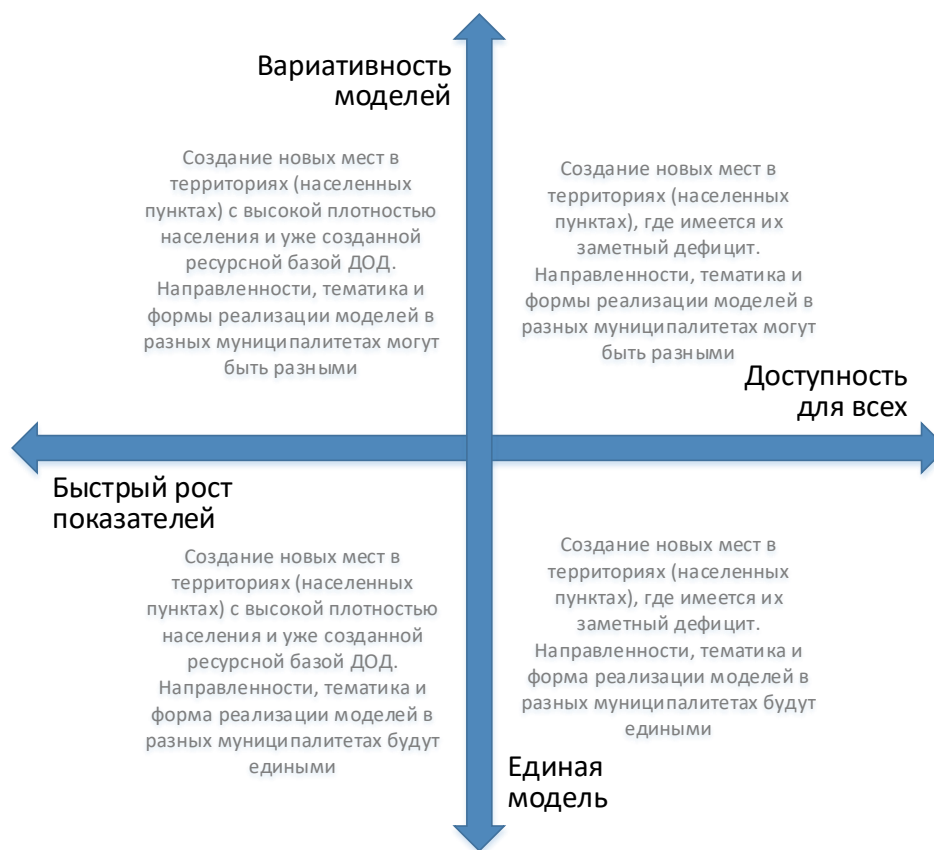 Вариативность
моделей
Создание новых мест в
территориях (населенных
пунктах) с высокой плотностью
населения и уже созданной
ресурсной базой ДОД.
Направленности, тематика и
формы реализации моделей в
разных муниципалитетах могут
быть разными
Создание новых мест в
территориях (населенных
пунктах), где имеется их
заметный дефицит.
Направленности, тематика и
формы реализации моделей в
разных муниципалитетах могут
быть разными
Доступность
для всех
Быстрый рост
показателей
Создание новых мест в
территориях (населенных
пунктах) с высокой плотностью
населения и уже созданной
ресурсной базой ДОД.
Направленности, тематика и
форма реализации моделей в
разных муниципалитетах будут
едиными
Создание новых мест в
территориях (населенных
пунктах), где имеется их
заметный дефицит.
Направленности, тематика и
форма реализации моделей в
разных муниципалитетах будут
едиными
Единая
модель